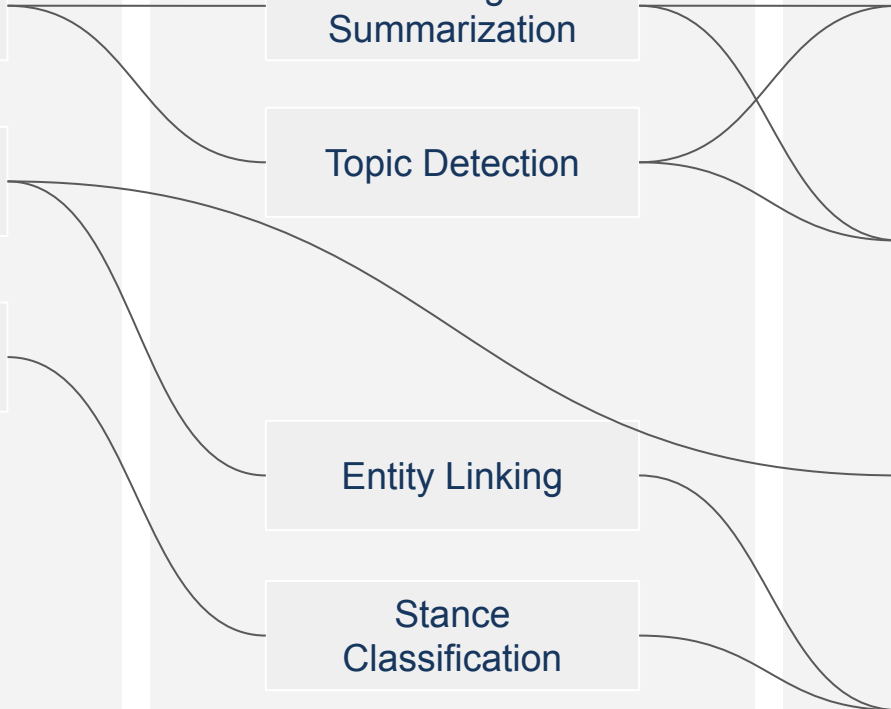 Summarization
Topic Detection
Entity Linking
Stance
Classification